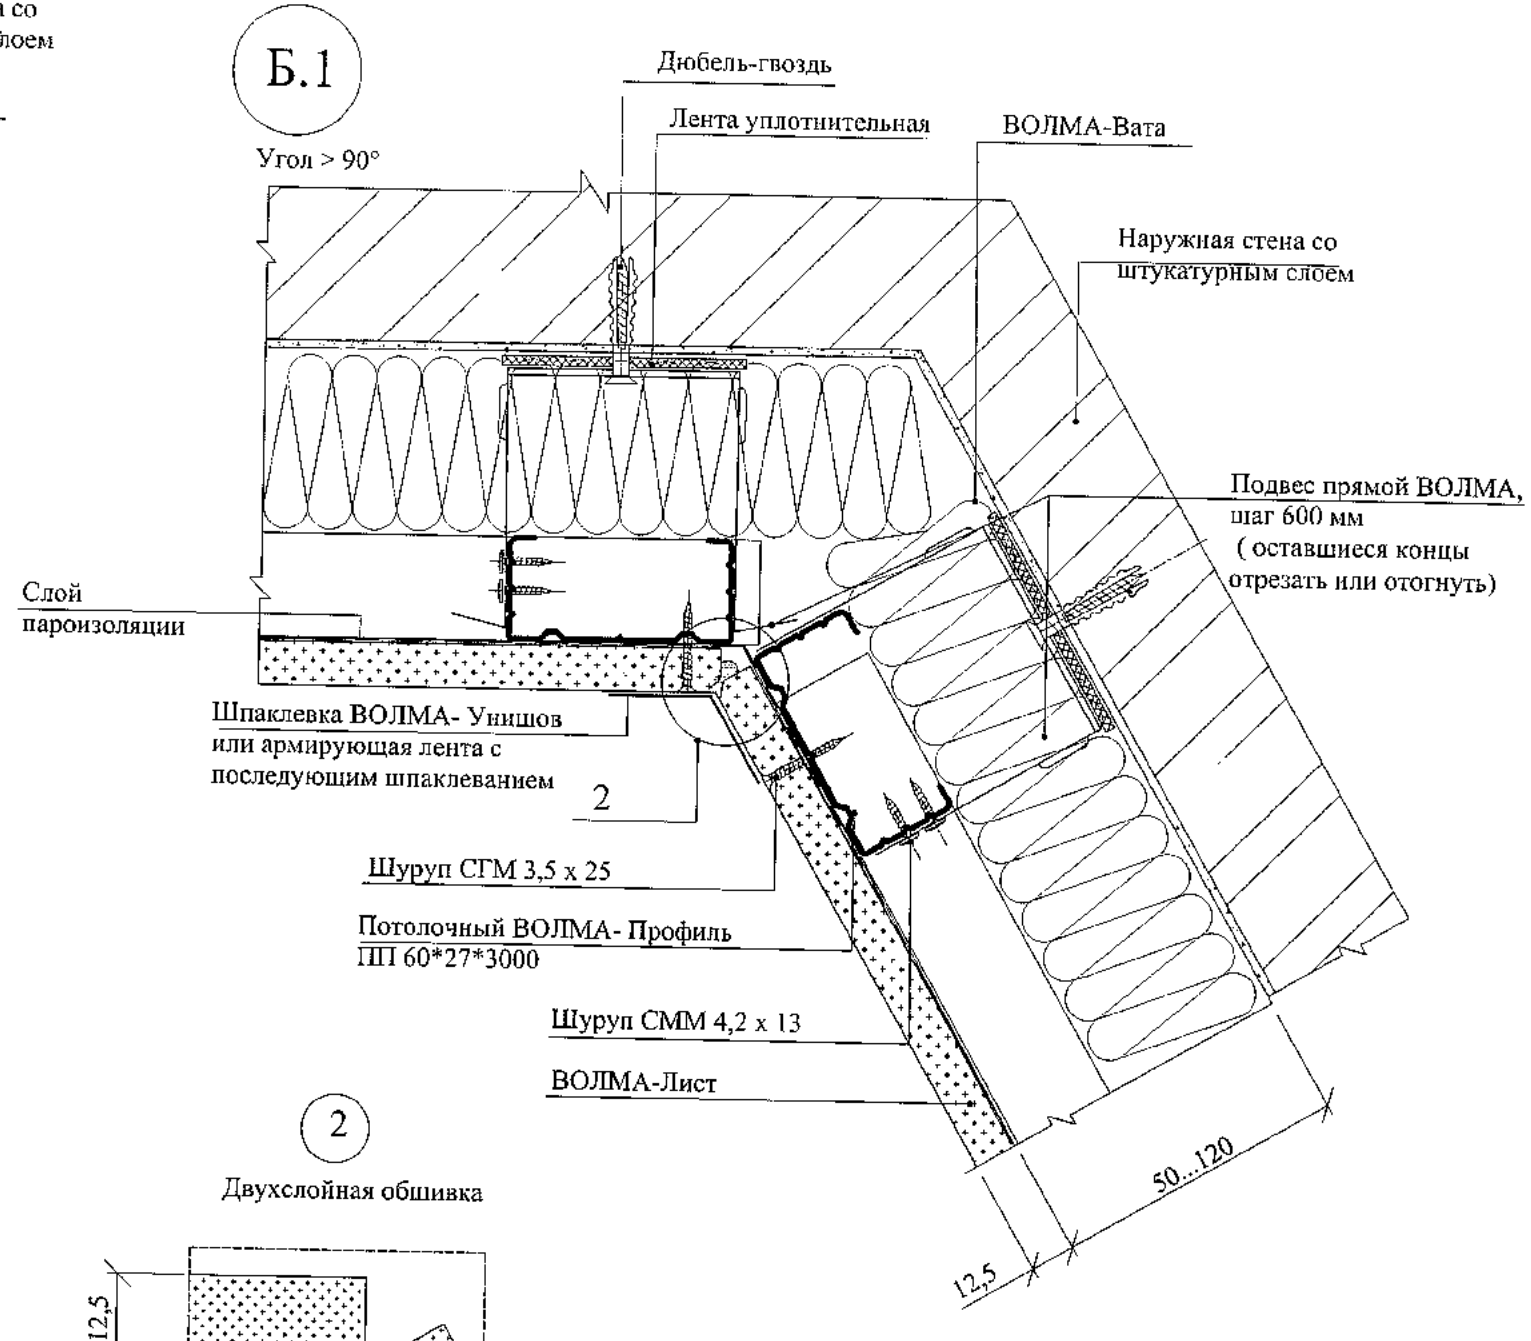 со
лоем
Б.1
Угол > 90°
Дюбель-гвоздь
Лента уплотнительная
ВОЛМА-Вата
Наружная стена со
штукатурным слоем
Подвес прямой ВОЛМА,
шаг 600 мм
( оставшиеся концы
отрезать или отогнуть)
Слой
пароизоляции
Шпаклевка ВОЛМА- Унишов
или армирующая лента с
последующим шпаклеванием
2
Шуруп СГМ 3,5 х 25
Потолочный ВОЛМА- Профиль
ПП 60*27*3000
Шуруп СММ 4,2 х 13
ВОЛМА-Лист
50...120
12,5
2
Двухслойная обшивка
12,5